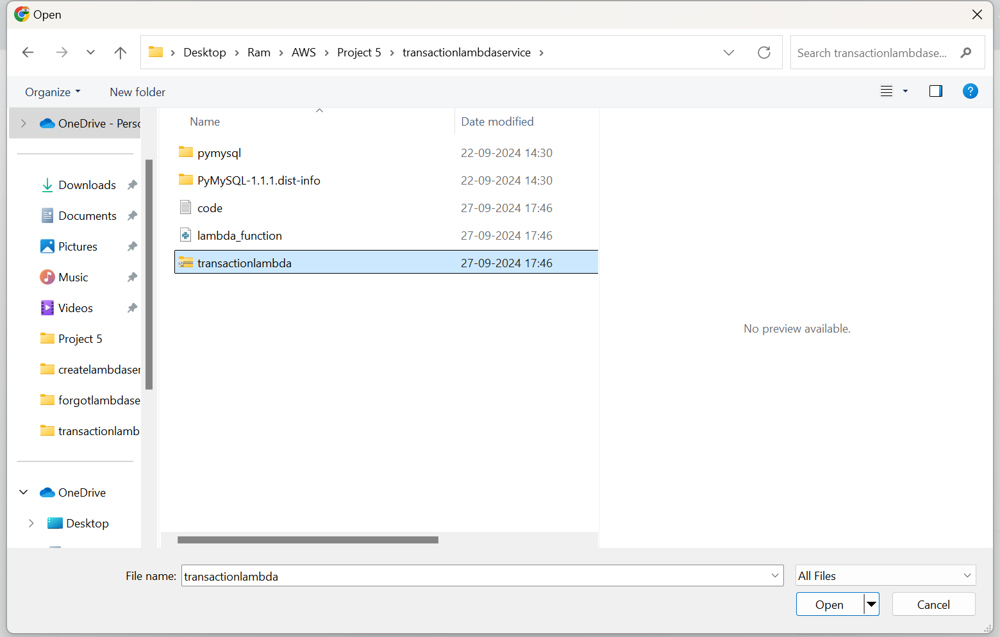 Open
Desktop > Ram > AWS > Project 5 > transactionlambdaservice >
Search transactionlambdase...
Organize
New folder
?
OneDrive - Perso
Downloads
Documents
Pictures
Music
Videos
Project 5
createlambdaser
forgotlambdase
transactionlamb
OneDrive
Desktop
Name Date modified
pymysql 22-09-2024 14:30
PyMySQL-1.1.1.dist-info 22-09-2024 14:30
code 27-09-2024 17:46
lambda_function 27-09-2024 17:46
transactionlambda 27-09-2024 17:46
No preview available.
File name: transactionlambda
All Files
Open
Cancel